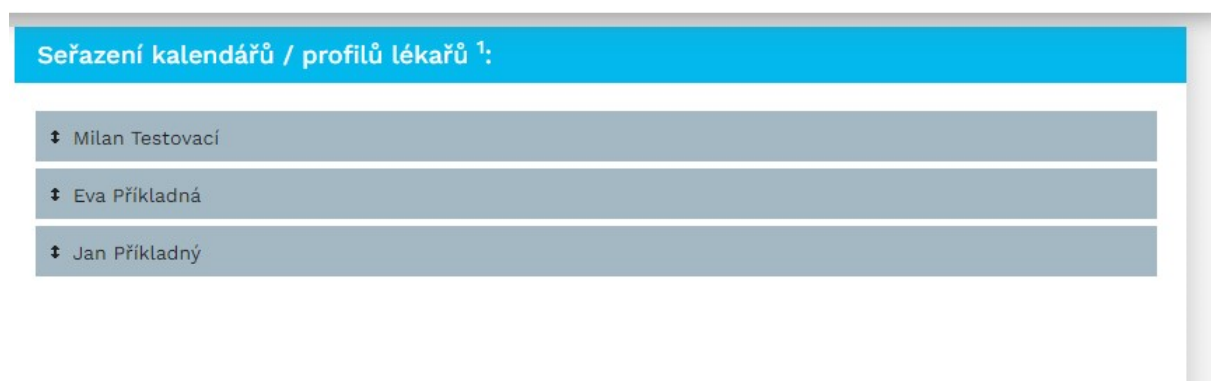 Seřazení kalendářů / profilů lékařů ¹:
Milan Testovací
Eva Příkladná
Jan Příkladný